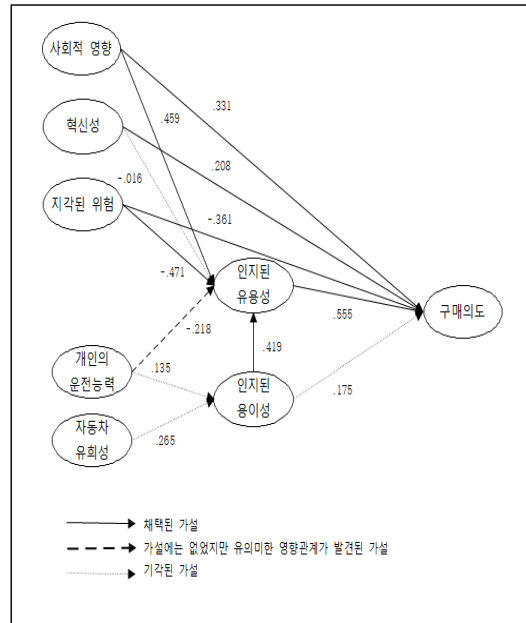 사회적 영향
.331
.459
혁신성
.208
-.016
지각된 위험
-.361
-.471
인지된
유용성
구매의도
.555
-.218
개인의
운전능력
.135
.419
인지된
용이성
.175
자동차
유희성
.265
채택된 가설
가설에는 없었지만 유의미한 영향관계가 발견된 가설
기각된 가설